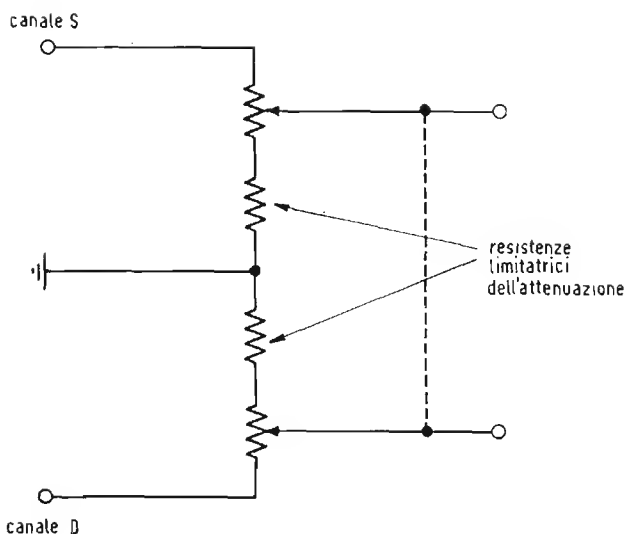 canale S
resistenze
limitatrici
dell'attenuazione
canale D